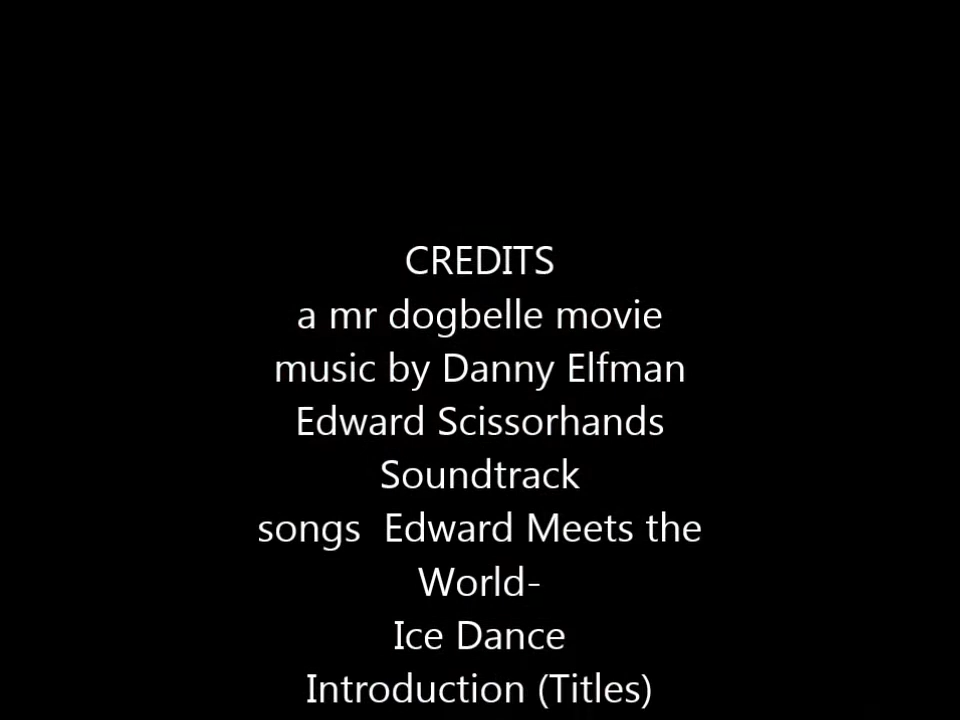 CREDITS
a mr dogbelle movie
music by Danny Elfman
Edward Scissorhands
Soundtrack
songs  Edward Meets the
World-
Ice Dance
Introduction (Titles)